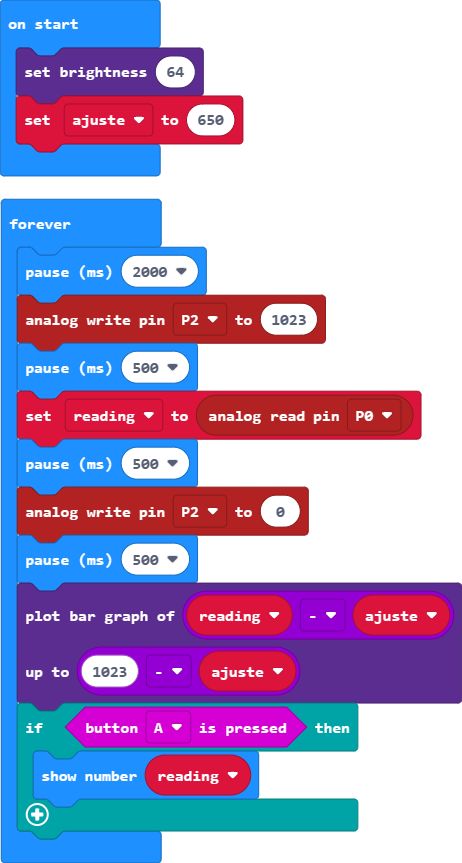 on start
set brightness 64
set ajuste to 650
forever
pause (ms) 2000
analog write pin P2 to 1023
pause (ms) 500
set reading to analog read pin P0
pause (ms) 500
analog write pin P2 to 0
pause (ms) 500
plot bar graph of reading - ajuste
up to 1023 - ajuste
if button A is pressed then
show number reading